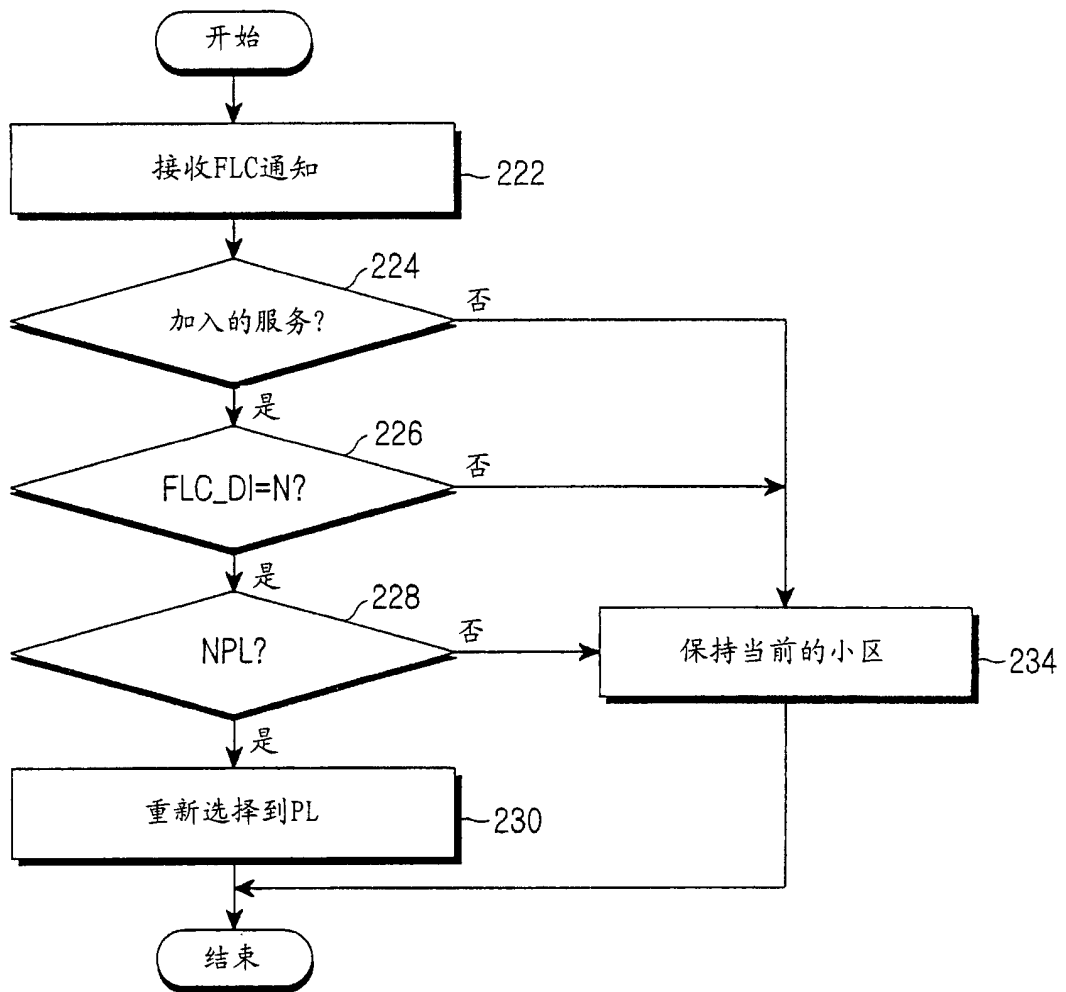 开始
接收FLC通知
222
224
加入的服务?
否
是
226
FLC_DI=N?
否
是
228
NPL?
否
保持当前的小区
234
是
重新选择到PL
230
结束